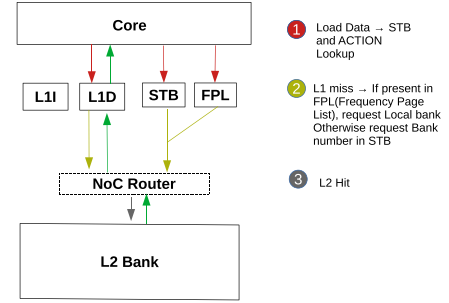 Core
L1I
L1D
STB
FPL
NoC Router
L2 Bank
1
Load Data → STB
and ACTION
Lookup
2
L1 miss → If present in
FPL(Frequency Page
List), request Local bank
Otherwise request Bank
number in STB
3
L2 Hit